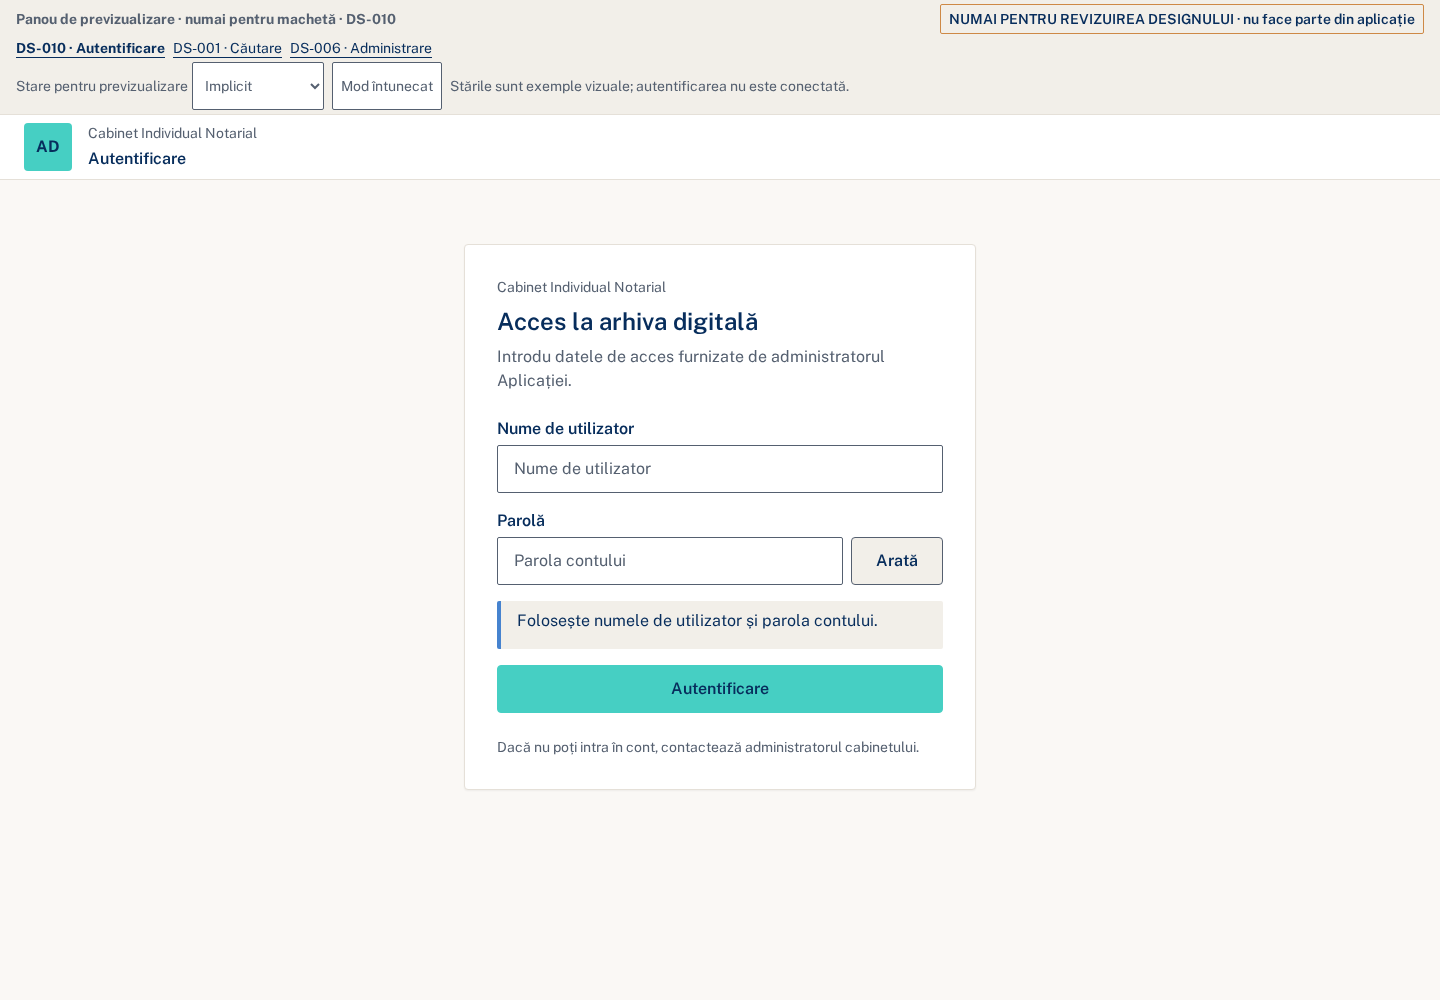 Panou de previzualizare · numai pentru machetă · DS-010
NUMAI PENTRU REVIZUIREA DESIGNULUI · nu face parte din aplicație
DS-010 · Autentificare DS-001 · Căutare DS-006 · Administrare
Stare pentru previzualizare Implicit Mod întunecat Stările sunt exemple vizuale; autentificarea nu este conectată.
AD
Cabinet Individual Notarial
Autentificare
Cabinet Individual Notarial
Acces la arhiva digitală
Introdu datele de acces furnizate de administratorul
Aplicației.
Nume de utilizator
Nume de utilizator
Parolă
Parola contului Arată
Folosește numele de utilizator și parola contului.
Autentificare
Dacă nu poți intra în cont, contactează administratorul cabinetului.